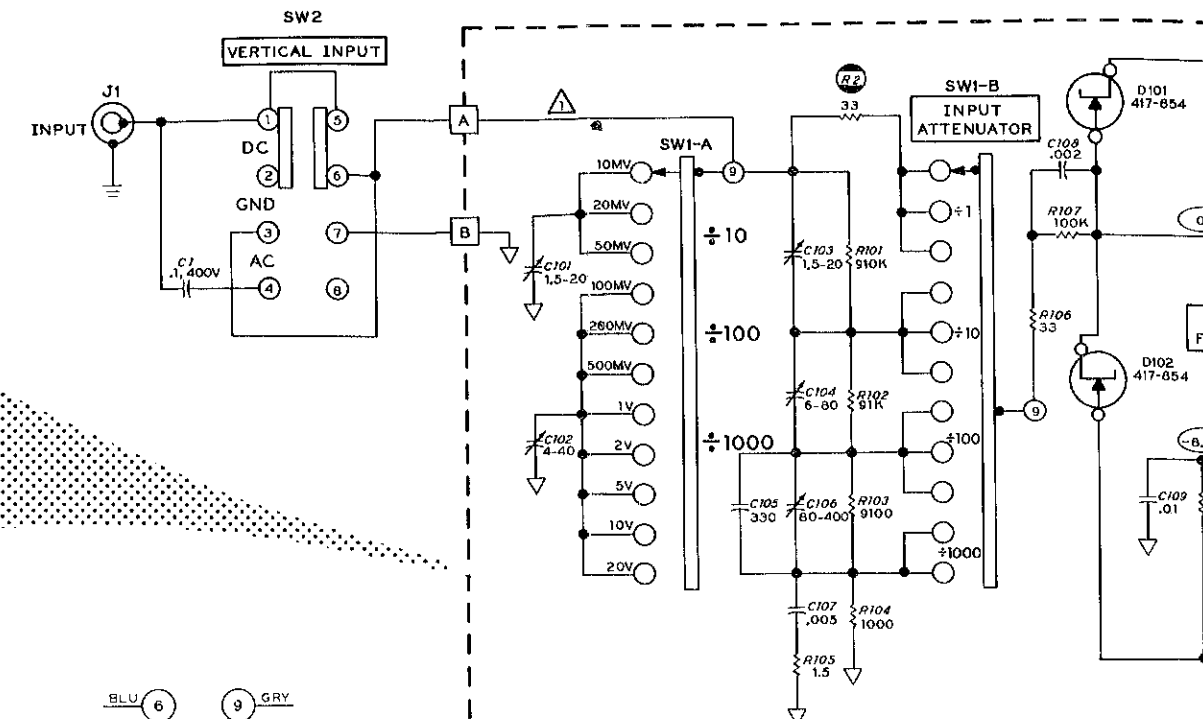 SW2
VERTICAL INPUT
J1
INPUT
1
5
DC
2
6
GND
3
7
AC
C1
.1, 400V
4
8
A
B
1
SW1-A
10MV
20MV
50MV
100MV
200MV
500MV
1V
2V
5V
10V
20V
9
÷10
÷100
÷1000
C101
1.5-20
C102
4-40
R2
33
C103
1.5-20
R101
910K
C104
6-80
R102
91K
C105
330
C106
80-400
R103
9100
C107
.005
R104
1000
R105
1.5
SW1-B
INPUT
ATTENUATOR
÷1
÷10
÷100
÷1000
9
C108
.002
R107
100K
R106
33
D101
417-854
D102
417-854
0
F
-8.
C109
.01
BLU 6
9 GRY